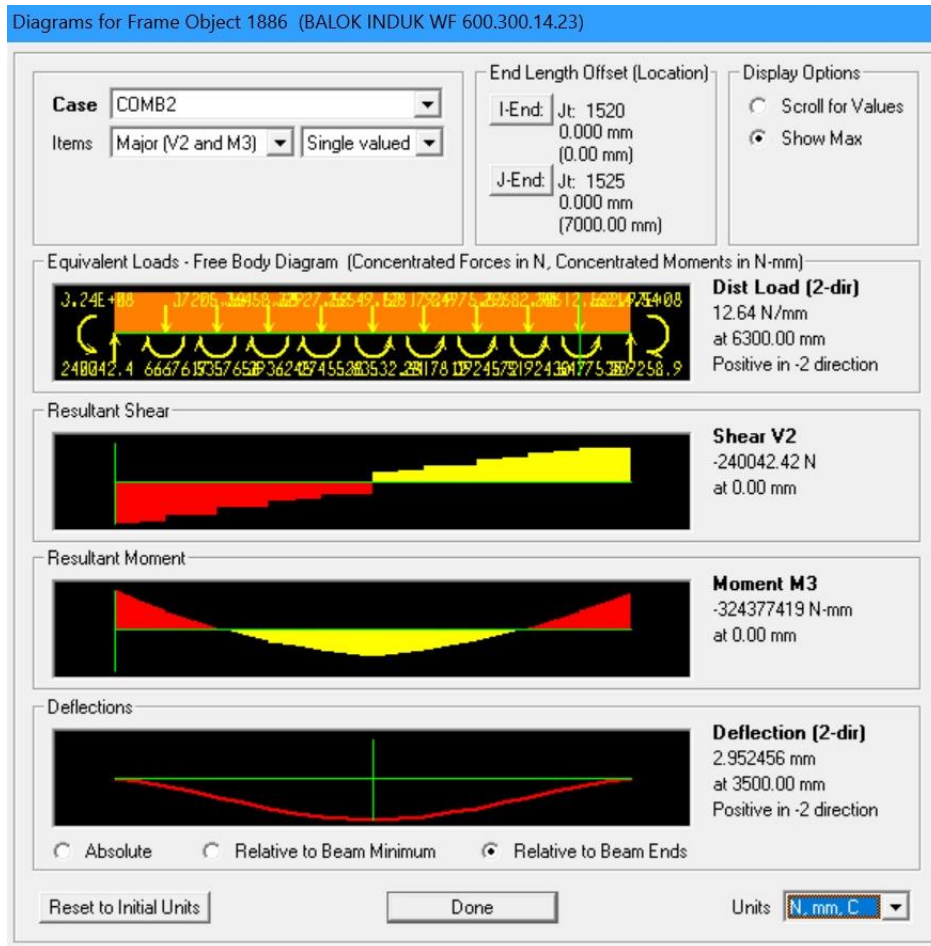 Diagrams for Frame Object 1886 (BALOK INDUK WF 600.300.14.23)
Case COMB2
Items Major (V2 and M3) Single valued
End Length Offset (Location)
I-End: Jt: 1520
0.000 mm
(0.00 mm)
J-End: Jt: 1525
0.000 mm
(7000.00 mm)
Display Options
Scroll for Values
Show Max
Equivalent Loads - Free Body Diagram (Concentrated Forces in N, Concentrated Moments in N-mm)
Dist Load (2-dir)
12.64 N/mm
at 6300.00 mm
Positive in -2 direction
240042.4
Resultant Shear
Shear V2
-240042.42 N
at 0.00 mm
Resultant Moment
Moment M3
-324377419 N-mm
at 0.00 mm
Deflections
Deflection (2-dir)
2.952456 mm
at 3500.00 mm
Positive in -2 direction
Absolute Relative to Beam Minimum Relative to Beam Ends
Reset to Initial Units Done Units N, mm, C